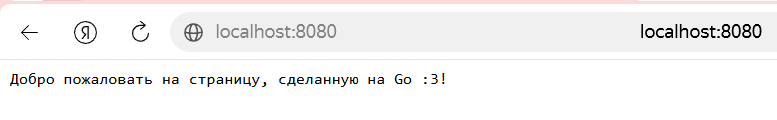 Я localhost:8080 localhost:8080
Добро пожаловать на страницу, сделанную на Go :3!